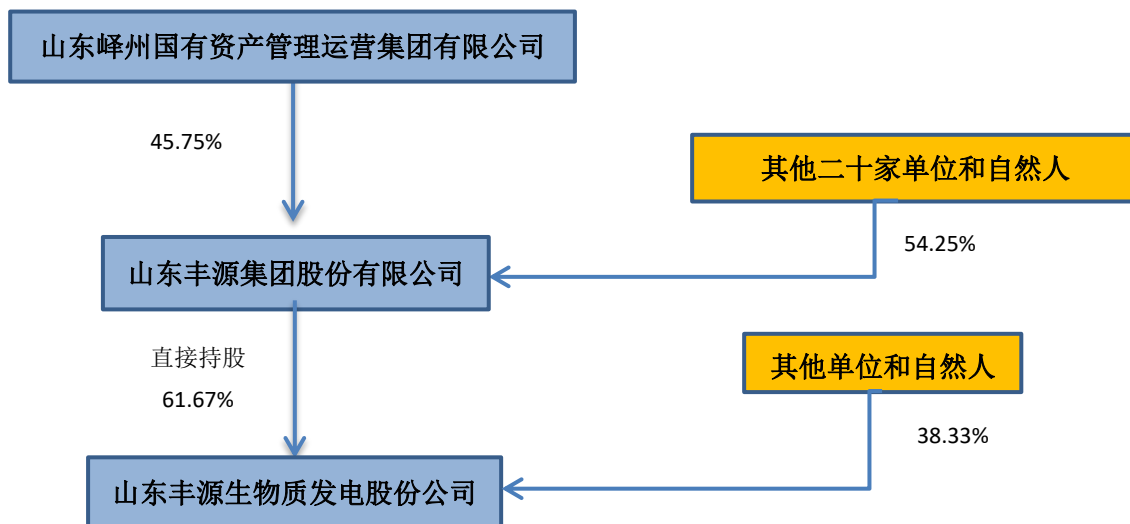 山东峄州国有资产管理运营集团有限公司
45.75%
其他二十家单位和自然人
54.25%
山东丰源集团股份有限公司
直接持股
61.67%
其他单位和自然人
38.33%
山东丰源生物质发电股份公司